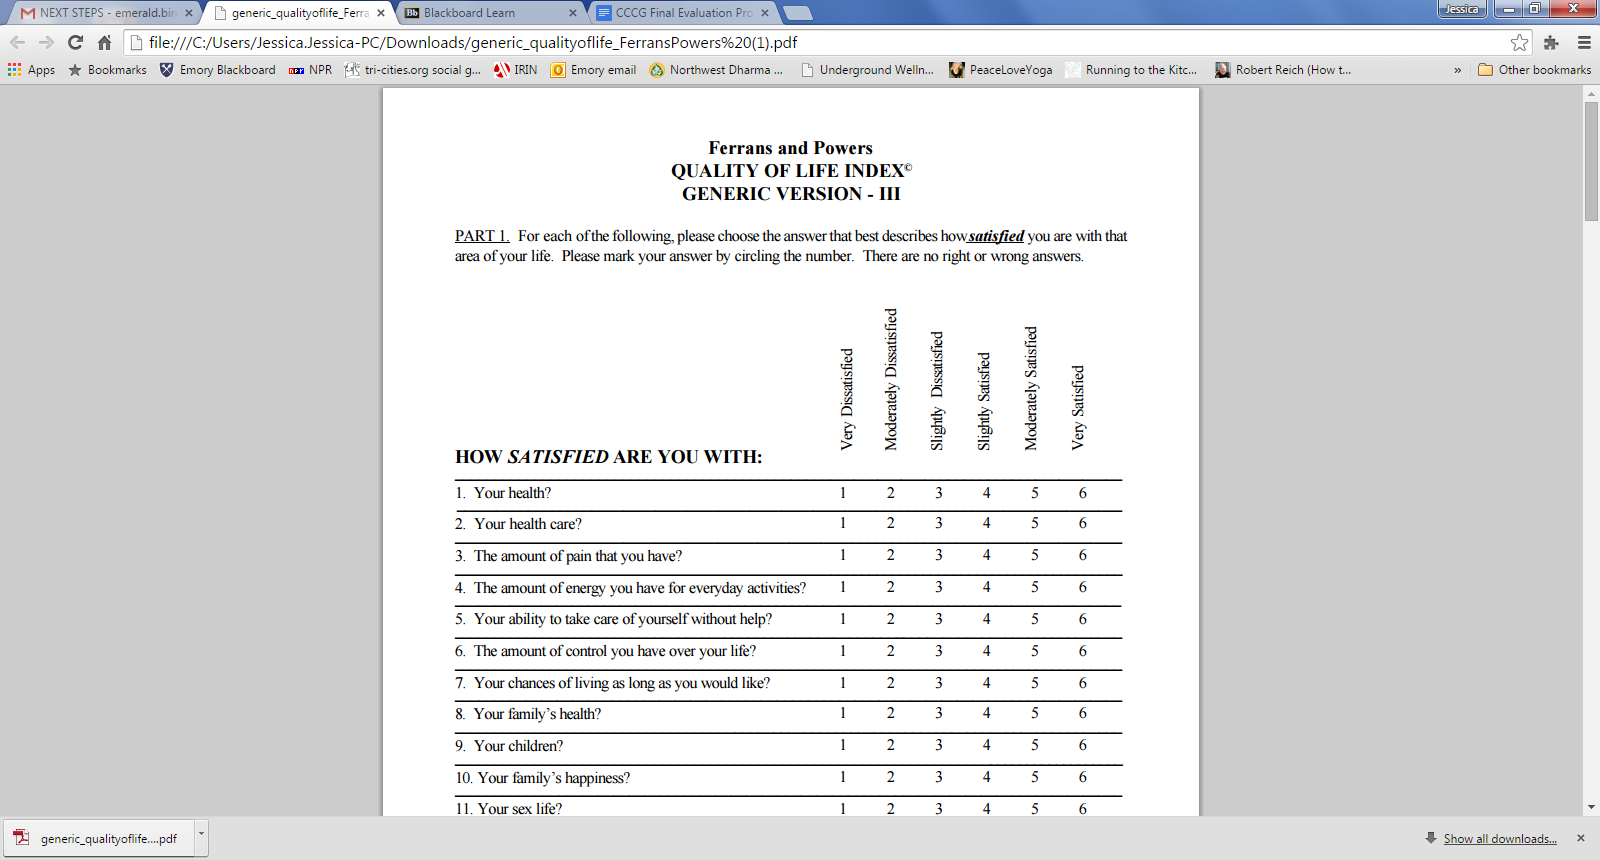 NEXT STEPS - emerald.bir
generic_qualityoflife_Ferra
Bb Blackboard Learn
CCCG Final Evaluation Pro
Jessica
file:///C:/Users/Jessica.Jessica-PC/Downloads/generic_qualityoflife_FerransPowers%20(1).pdf
Apps Bookmarks Emory Blackboard npr NPR tri-cities.org social g... IRIN Emory email Northwest Dharma ... Underground Welln... PeaceLoveYoga Running to the Kitc... Robert Reich (How t... » Other bookmarks
Ferrans and Powers
QUALITY OF LIFE INDEX©
GENERIC VERSION - III
PART 1. For each of the following, please choose the answer that best describes how satisfied you are with that
area of your life. Please mark your answer by circling the number. There are no right or wrong answers.
Very Dissatisfied
Moderately Dissatisfied
Slightly Dissatisfied
Slightly Satisfied
Moderately Satisfied
Very Satisfied
HOW SATISFIED ARE YOU WITH:
1. Your health? 1 2 3 4 5 6
2. Your health care? 1 2 3 4 5 6
3. The amount of pain that you have? 1 2 3 4 5 6
4. The amount of energy you have for everyday activities? 1 2 3 4 5 6
5. Your ability to take care of yourself without help? 1 2 3 4 5 6
6. The amount of control you have over your life? 1 2 3 4 5 6
7. Your chances of living as long as you would like? 1 2 3 4 5 6
8. Your family’s health? 1 2 3 4 5 6
9. Your children? 1 2 3 4 5 6
10. Your family’s happiness? 1 2 3 4 5 6
11. Your sex life? 1 2 3 4 5 6
generic_qualityoflife....pdf
Show all downloads...